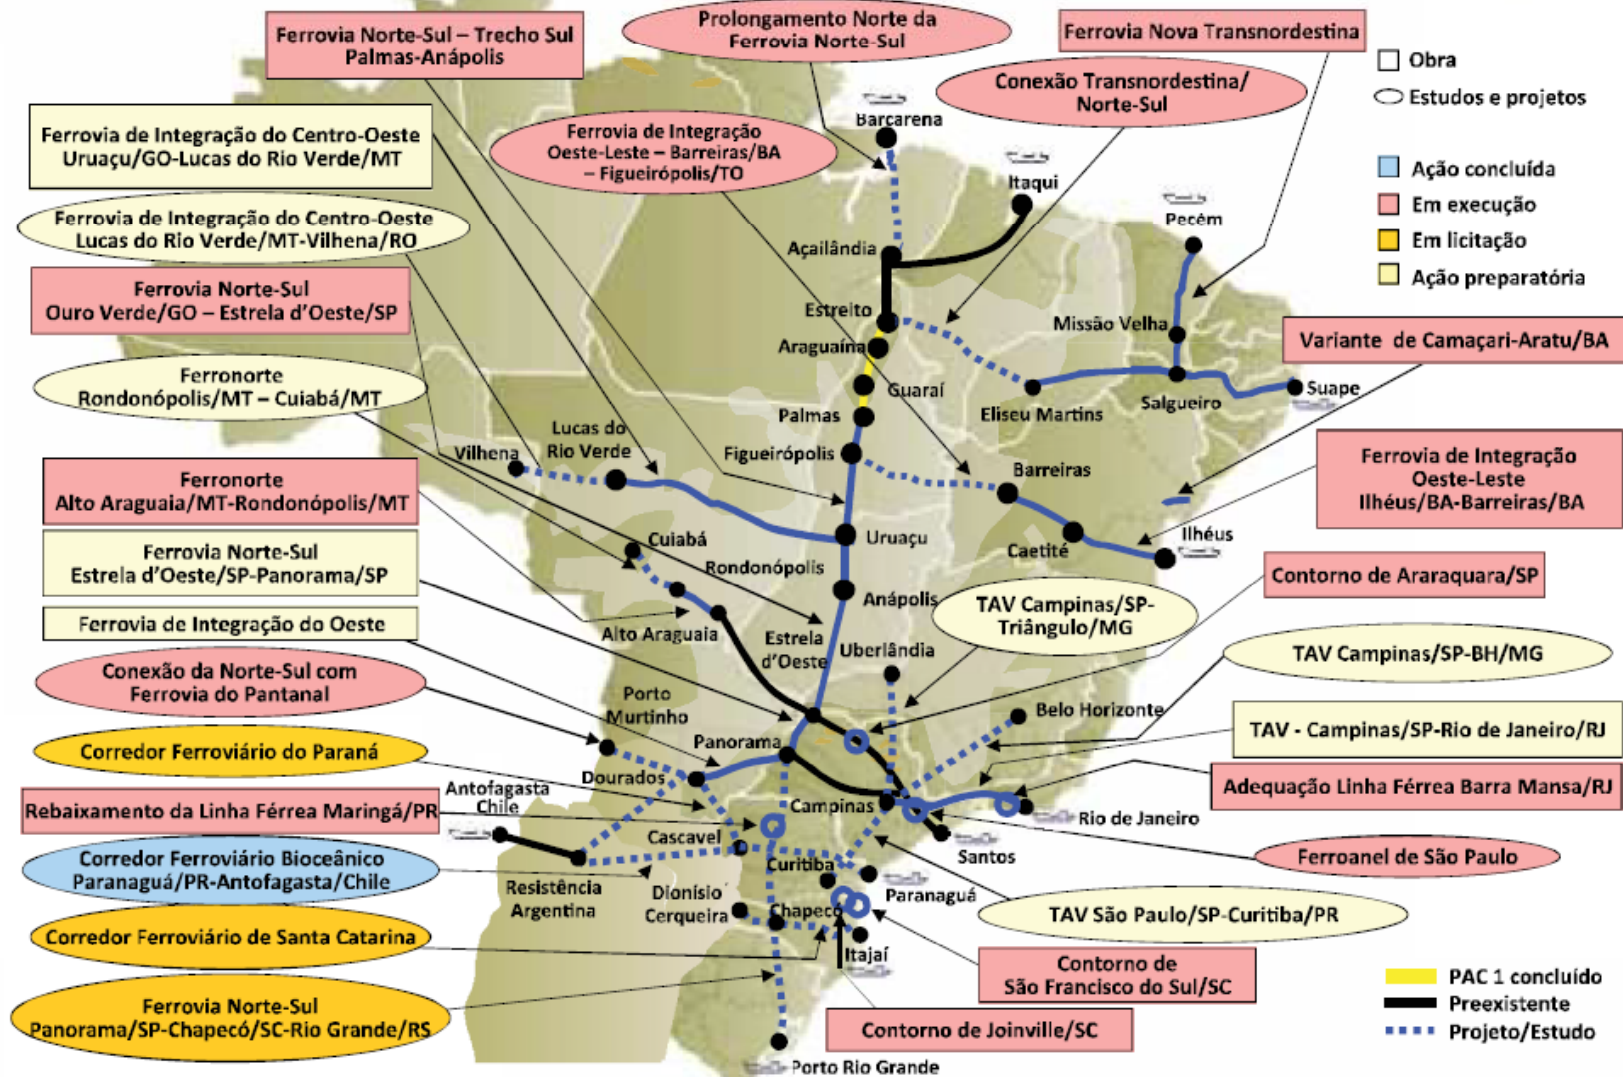 Ferrovia Norte-Sul – Trecho Sul
Palmas-Anápolis
Prolongamento Norte da
Ferrovia Norte-Sul
Ferrovia Nova Transnordestina
Obra
Estudos e projetos
Conexão Transnordestina/
Norte-Sul
Ferrovia de Integração do Centro-Oeste
Uruaçu/GO-Lucas do Rio Verde/MT
Ferrovia de Integração
Oeste-Leste – Barreiras/BA
– Figueirópolis/TO
Barcarena
Itaqui
Pecém
Ação concluída
Em execução
Em licitação
Ação preparatória
Ferrovia de Integração do Centro-Oeste
Lucas do Rio Verde/MT-Vilhena/RO
Açailândia
Ferrovia Norte-Sul
Ouro Verde/GO – Estrela d'Oeste/SP
Estreito
Missão Velha
Variante de Camaçari-Aratu/BA
Araguaína
Ferronorte
Rondonópolis/MT – Cuiabá/MT
Guaraí
Eliseu Martins
Salgueiro
Suape
Palmas
Lucas do
Rio Verde
Vilhena
Figueirópolis
Barreiras
Ferrovia de Integração
Oeste-Leste
Ilhéus/BA-Barreiras/BA
Ferronorte
Alto Araguaia/MT-Rondonópolis/MT
Cuiabá
Uruaçu
Caetité
Ilhéus
Ferrovia Norte-Sul
Estrela d'Oeste/SP-Panorama/SP
Rondonópolis
Anápolis
Contorno de Araraquara/SP
TAV Campinas/SP-
Triângulo/MG
Ferrovia de Integração do Oeste
Alto Araguaia
Estrela
d'Oeste
Uberlândia
TAV Campinas/SP-BH/MG
Conexão da Norte-Sul com
Ferrovia do Pantanal
Porto
Murtinho
Belo Horizonte
TAV - Campinas/SP-Rio de Janeiro/RJ
Corredor Ferroviário do Paraná
Panorama
Dourados
Antofagasta
Chile
Adequação Linha Férrea Barra Mansa/RJ
Rebaixamento da Linha Férrea Maringá/PR
Campinas
Rio de Janeiro
Cascavel
Santos
Ferroanel de São Paulo
Corredor Ferroviário Bioceânico
Paranaguá/PR-Antofagasta/Chile
Curitiba
Resistência
Argentina
Dionísio
Cerqueira
Paranaguá
Chapecó
TAV São Paulo/SP-Curitiba/PR
Corredor Ferroviário de Santa Catarina
Itajaí
Contorno de
São Francisco do Sul/SC
PAC 1 concluído
Preexistente
Projeto/Estudo
Ferrovia Norte-Sul
Panorama/SP-Chapecó/SC-Rio Grande/RS
Contorno de Joinville/SC
Porto Rio Grande